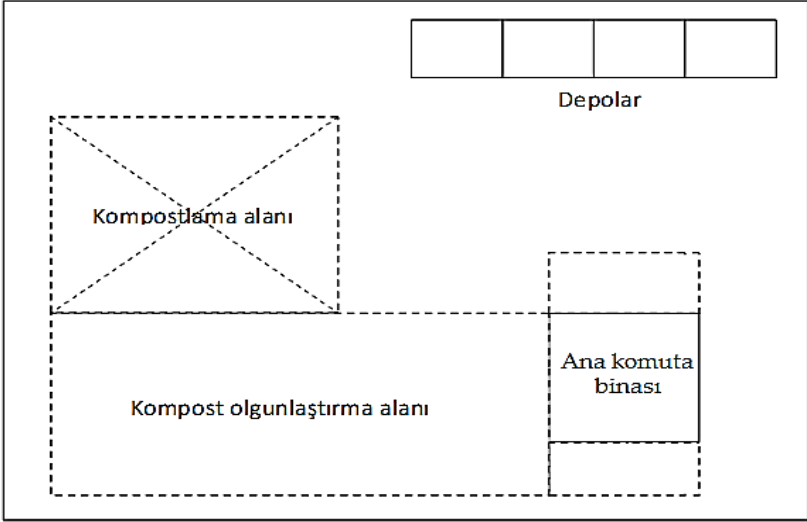 Depolar
Kompostlama alanı
Ana komuta
binası
Kompost olgunlaştırma alanı